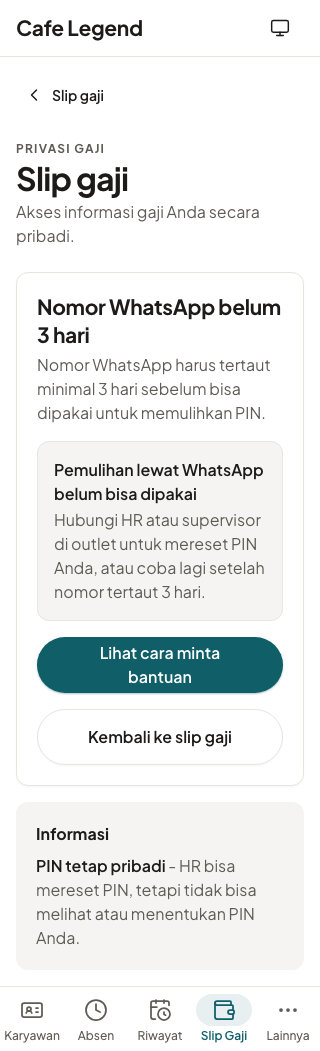 Cafe Legend
Slip gaji
PRIVASI GAJI
Slip gaji
Akses informasi gaji Anda secara
pribadi.
Nomor WhatsApp belum
3 hari
Nomor WhatsApp harus tertaut
minimal 3 hari sebelum bisa
dipakai untuk memulihkan PIN.
Pemulihan lewat WhatsApp
belum bisa dipakai
Hubungi HR atau supervisor
di outlet untuk mereset PIN
Anda, atau coba lagi setelah
nomor tertaut 3 hari.
Lihat cara minta
bantuan
Kembali ke slip gaji
Informasi
PIN tetap pribadi - HR bisa
mereset PIN, tetapi tidak bisa
melihat atau menentukan PIN
Anda.
Karyawan Absen Riwayat Slip Gaji Lainnya